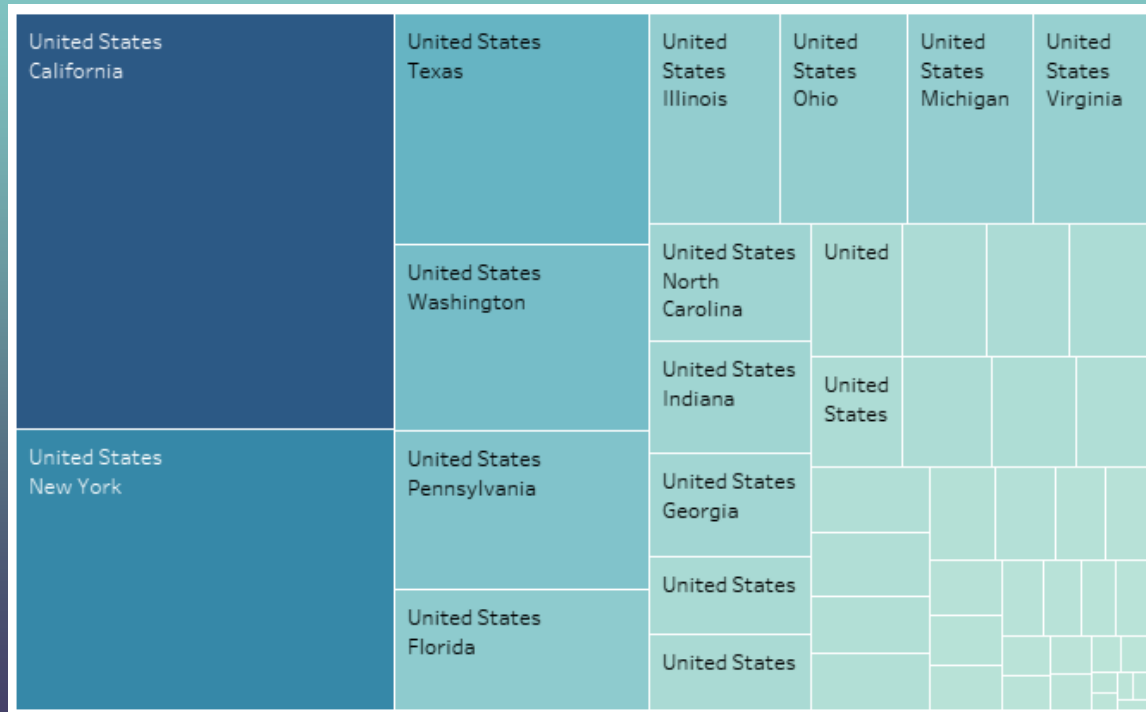 United States
California
United States
New York
United States
Texas
United States
Washington
United States
Pennsylvania
United States
Florida
United
States
Illinois
United
States
Ohio
United
States
Michigan
United
States
Virginia
United States
North
Carolina
United States
Indiana
United States
Georgia
United States
United States
United
United
States